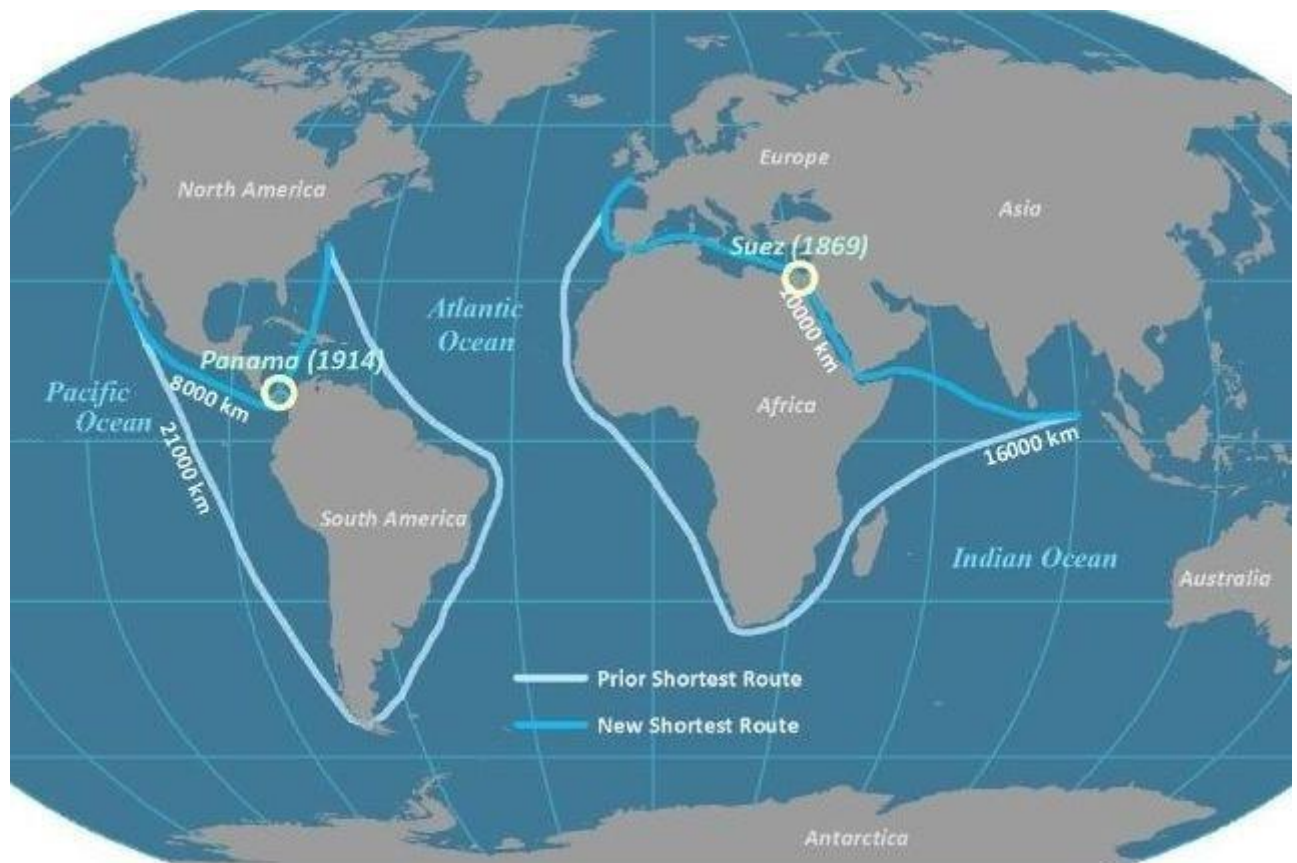 Europe
North America
Asia
Suez (1869)
10000 km
Atlantic
Ocean
Panama (1914)
8000 km
Pacific
Ocean
Africa
21000 km
16000 km
South America
Indian Ocean
Australia
Prior Shortest Route
New Shortest Route
Antarctica